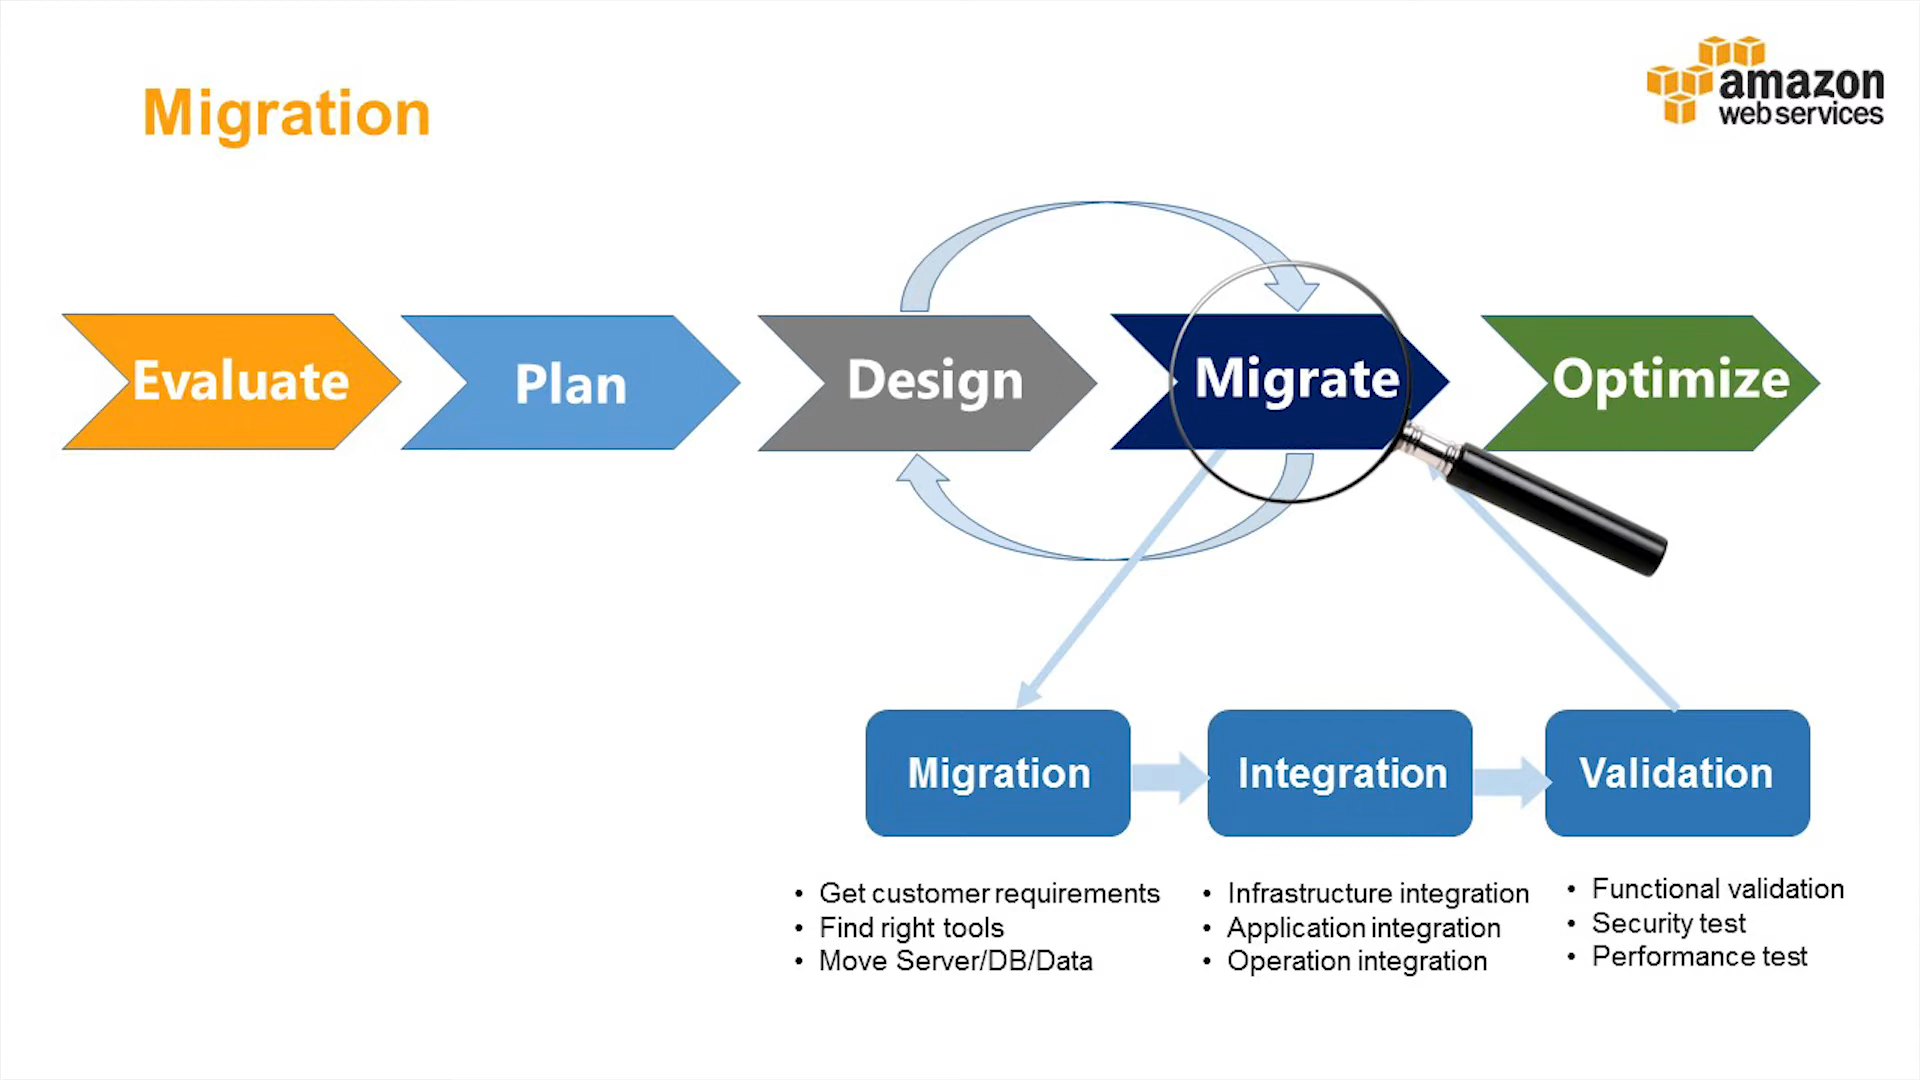 Migration
amazon
web services
Evaluate
Plan
Design
Migrate
Optimize
Migration
Integration
Validation
• Get customer requirements
• Find right tools
• Move Server/DB/Data
• Infrastructure integration
• Application integration
• Operation integration
• Functional validation
• Security test
• Performance test